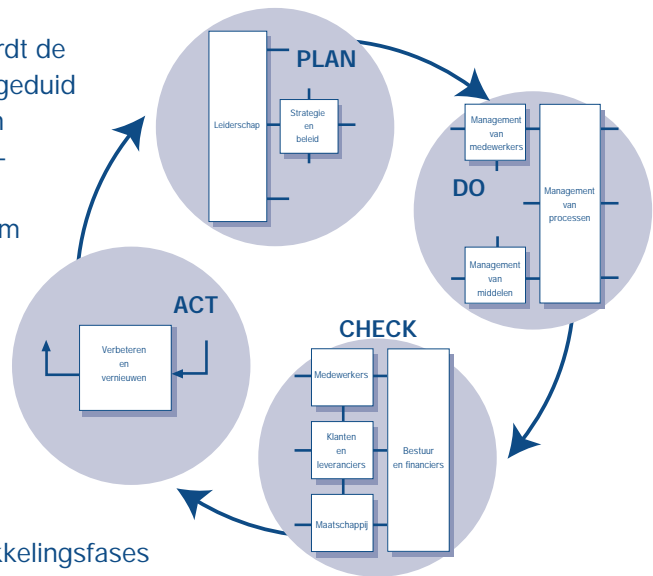 rdt de
geduid
n
-
m
PLAN
Leiderschap
Strategie
en
beleid
Management
van
medewerkers
DO
Management
van
processen
Management
van
middelen
CHECK
Medewerkers
Klanten
en
leveranciers
Bestuur
en financiers
Maatschappij
ACT
Verbeteren
en
vernieuwen
kkelingsfases